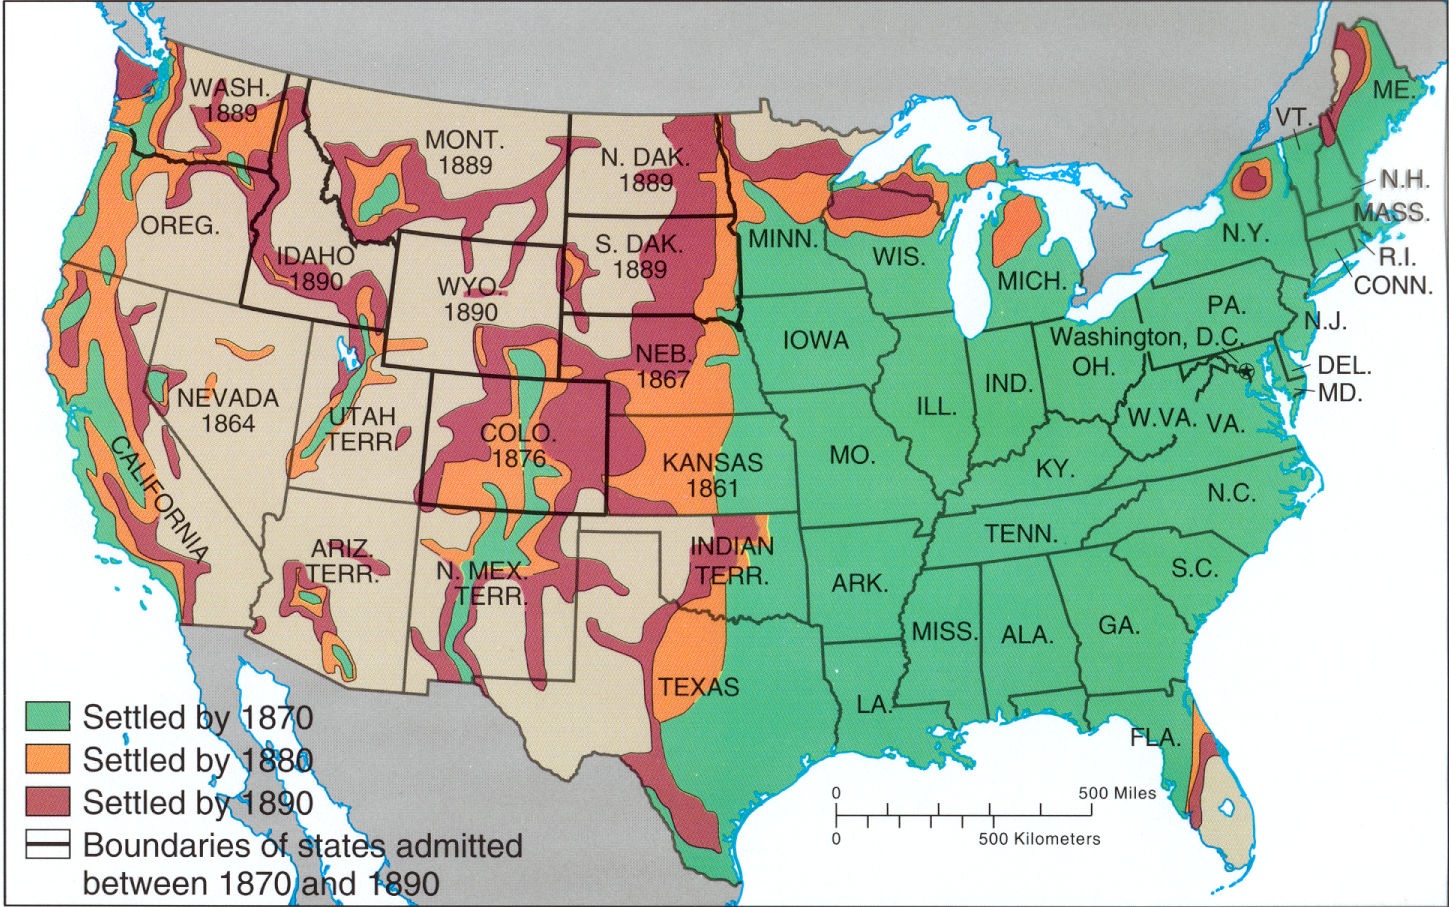 WASH.
1889
MONT.
1889
N. DAK.
1889
OREG.
IDAHO
1890
WYO.
1890
S. DAK.
1889
MINN.
WIS.
MICH.
ME.
VT.
N.H.
MASS.
N.Y.
R.I.
CONN.
PA.
N.J.
IOWA
NEB.
1867
Washington, D.C.
OH.
DEL.
MD.
NEVADA
1864
UTAH
TERR.
COLO.
1876
ILL.
IND.
W.VA.
VA.
CALIFORNIA
KANSAS
1861
MO.
KY.
N.C.
ARIZ.
TERR.
N. MEX.
TERR.
INDIAN
TERR.
ARK.
TENN.
S.C.
MISS.
ALA.
GA.
TEXAS
LA.
FLA.
Settled by 1870
Settled by 1880
Settled by 1890
Boundaries of states admitted
between 1870 and 1890
0 500 Miles
0 500 Kilometers